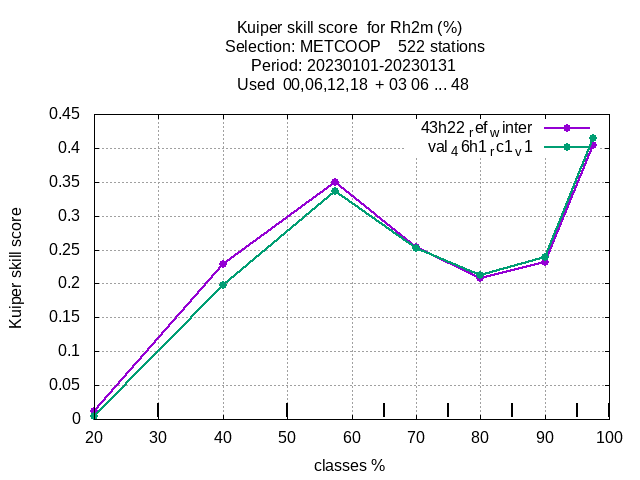 Kuiper skill score  for Rh2m (%)
Selection: METCOOP    522 stations
Period: 20230101-20230131
Used  00,06,12,18  + 03 06 ... 48
43h22 ref winter
val 46h1 rc1 v1
0.45
0.4
0.35
0.3
0.25
0.2
0.15
0.1
0.05
0
Kuiper skill score
20 30 40 50 60 70 80 90 100
classes %